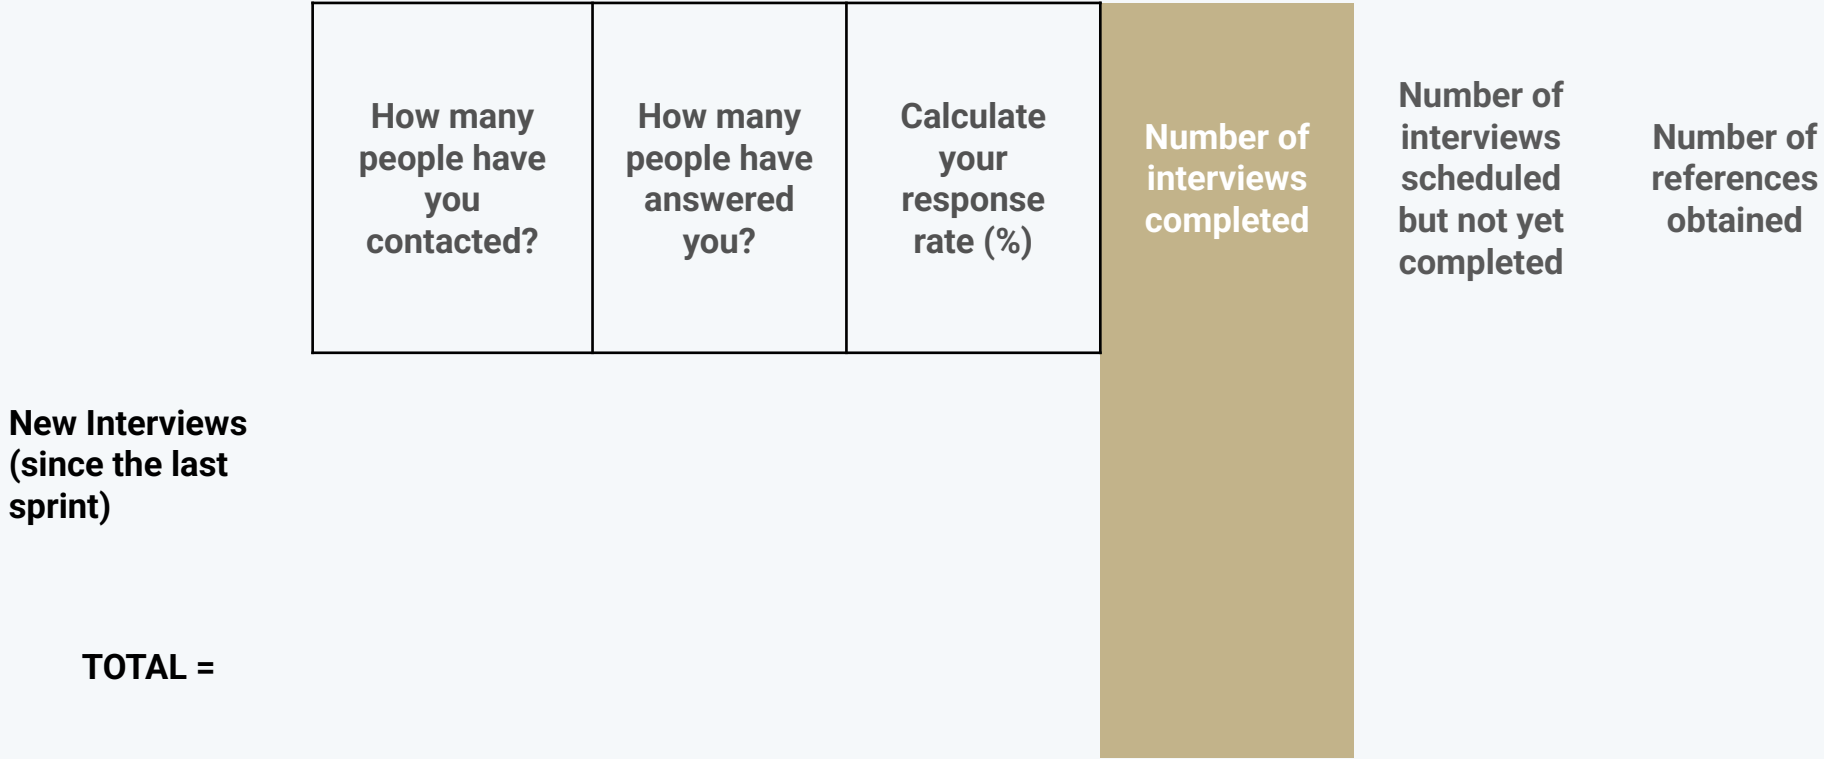 How many
people have
you
contacted?
How many
people have
answered
you?
Calculate
your
response
rate (%)
Number of
interviews
completed
Number of
interviews
scheduled
but not yet
completed
Number of
references
obtained
New Interviews
(since the last
sprint)
TOTAL =